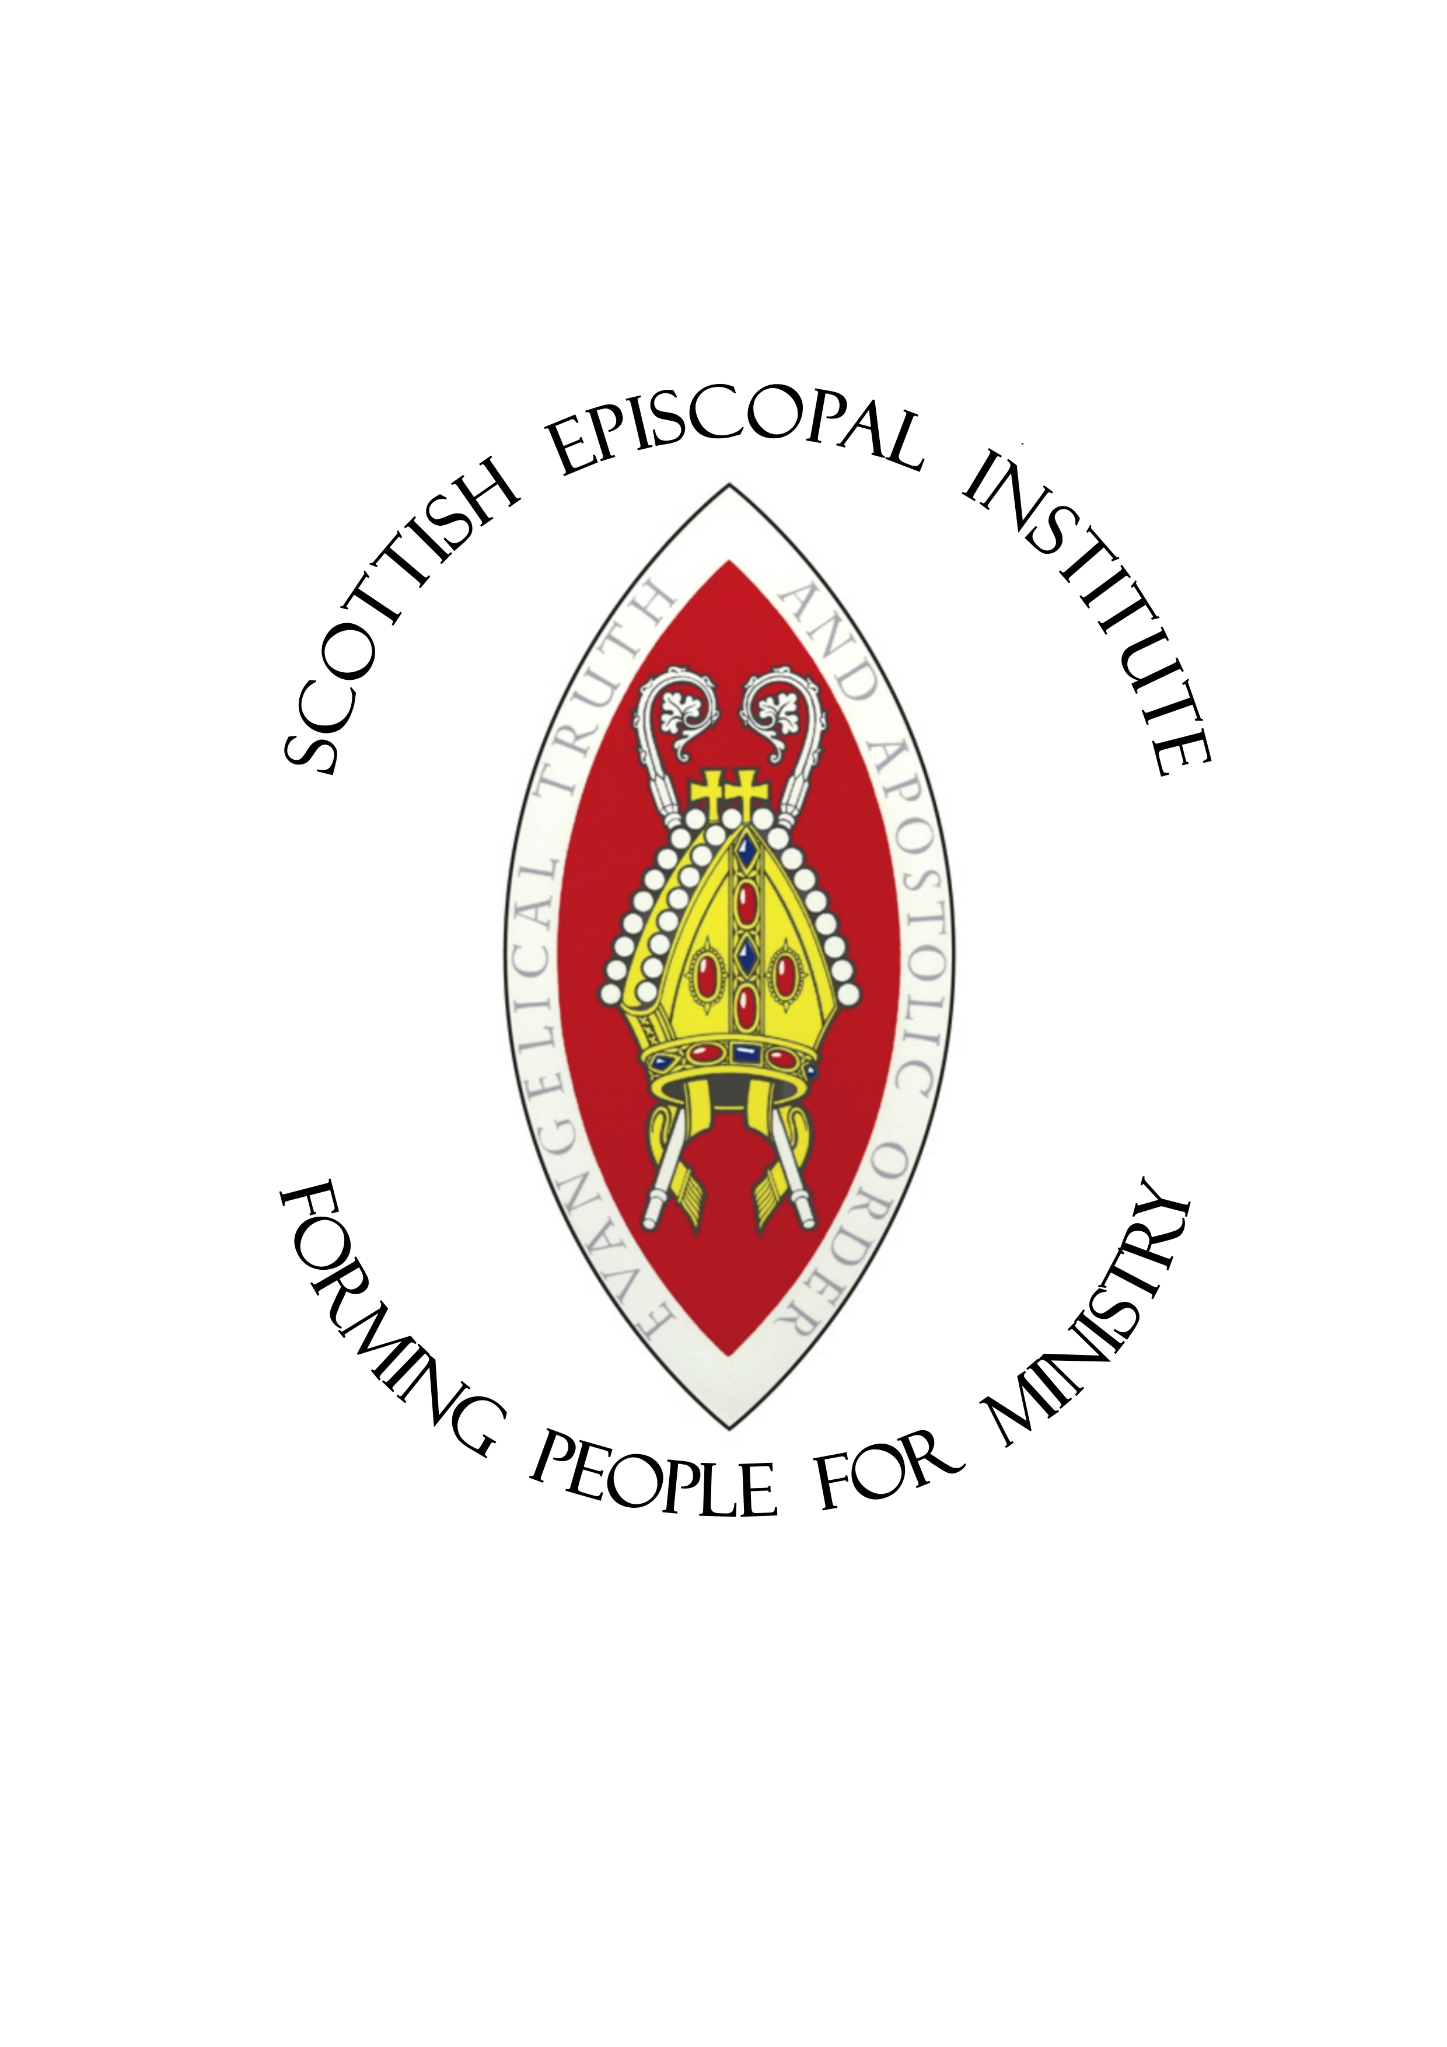 SCOTTISH EPISCOPAL INSTITUTE
EVANGELICAL TRUTH
AND APOSTOLIC ORDER
FORMING PEOPLE FOR MINISTRY